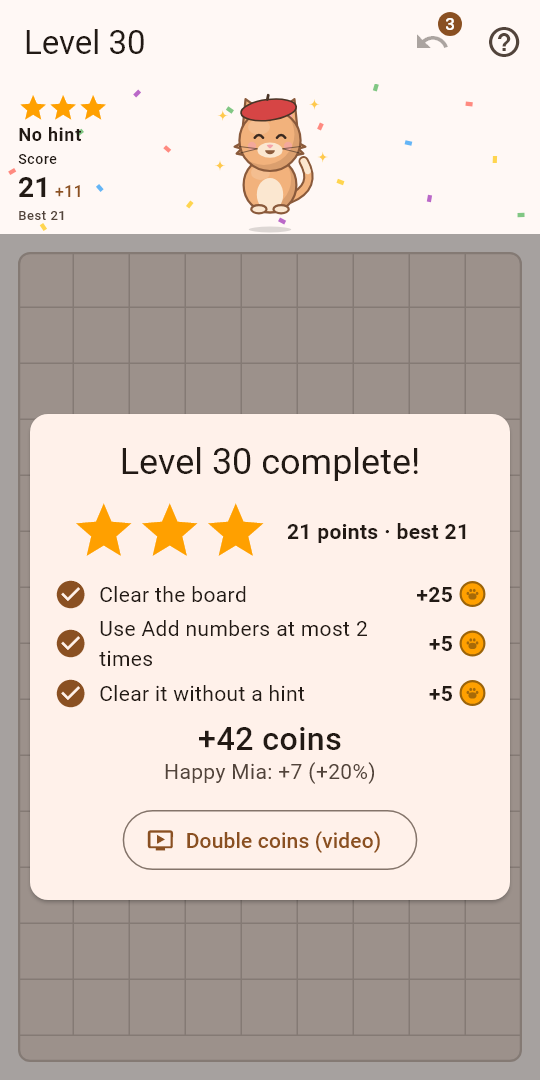 Level 30
3
No hint
Score
21 +11
Best 21
Level 30 complete!
21 points · best 21
Clear the board +25
Use Add numbers at most 2
times
+5
Clear it without a hint +5
+42 coins
Happy Mia: +7 (+20%)
Double coins (video)